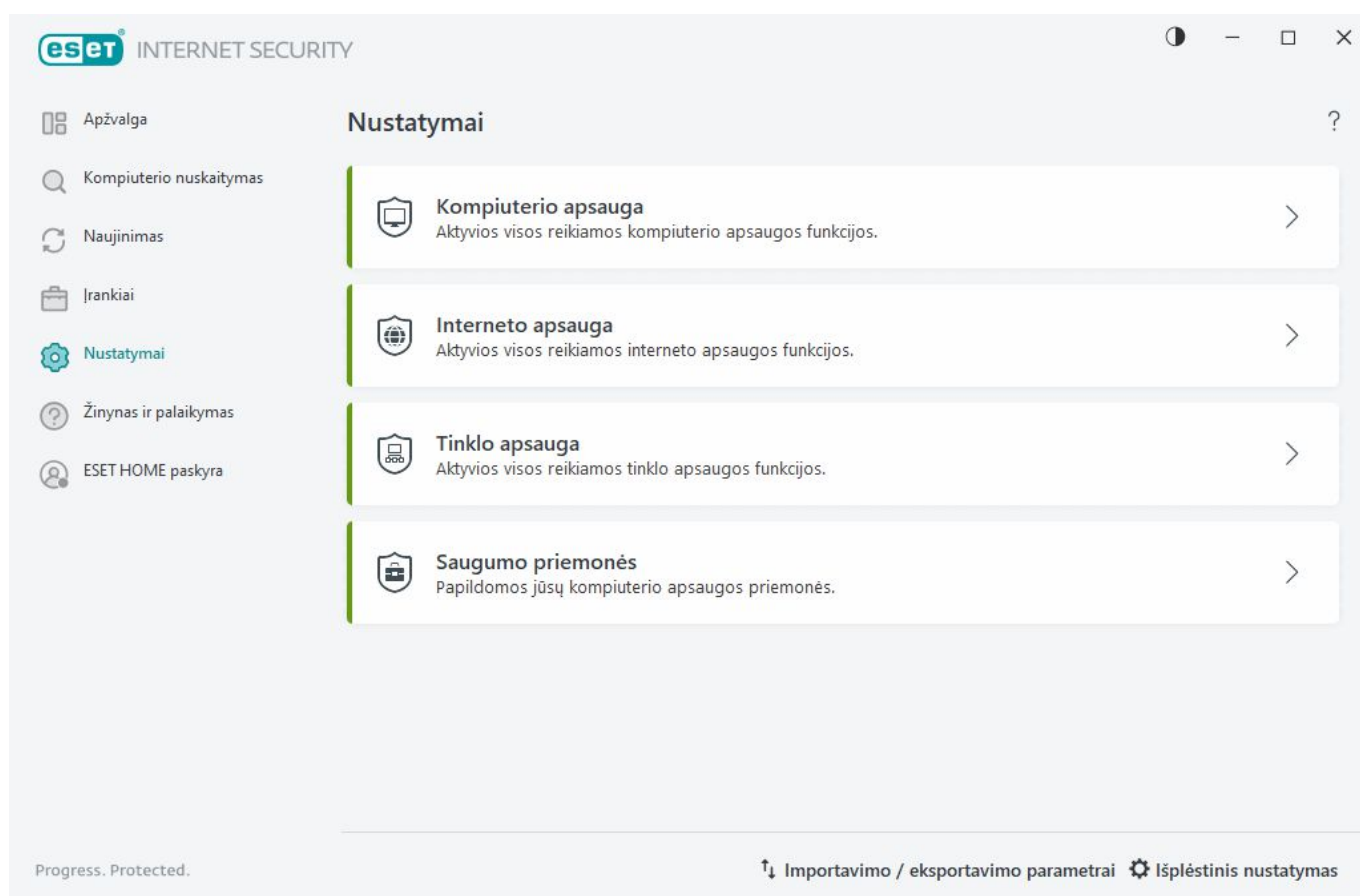 eset INTERNET SECURITY
Apžvalga
Kompiuterio nuskaitymas
Naujinimas
Įrankiai
Nustatymai
Žinynas ir palaikymas
ESET HOME paskyra
Nustatymai
?
Kompiuterio apsauga
Aktyvios visos reikiamos kompiuterio apsaugos funkcijos.
Interneto apsauga
Aktyvios visos reikiamos interneto apsaugos funkcijos.
Tinklo apsauga
Aktyvios visos reikiamos tinklo apsaugos funkcijos.
Saugumo priemonės
Papildomos jūsų kompiuterio apsaugos priemonės.
Progress. Protected.
Importavimo / eksportavimo parametrai Išplėstinis nustatymas